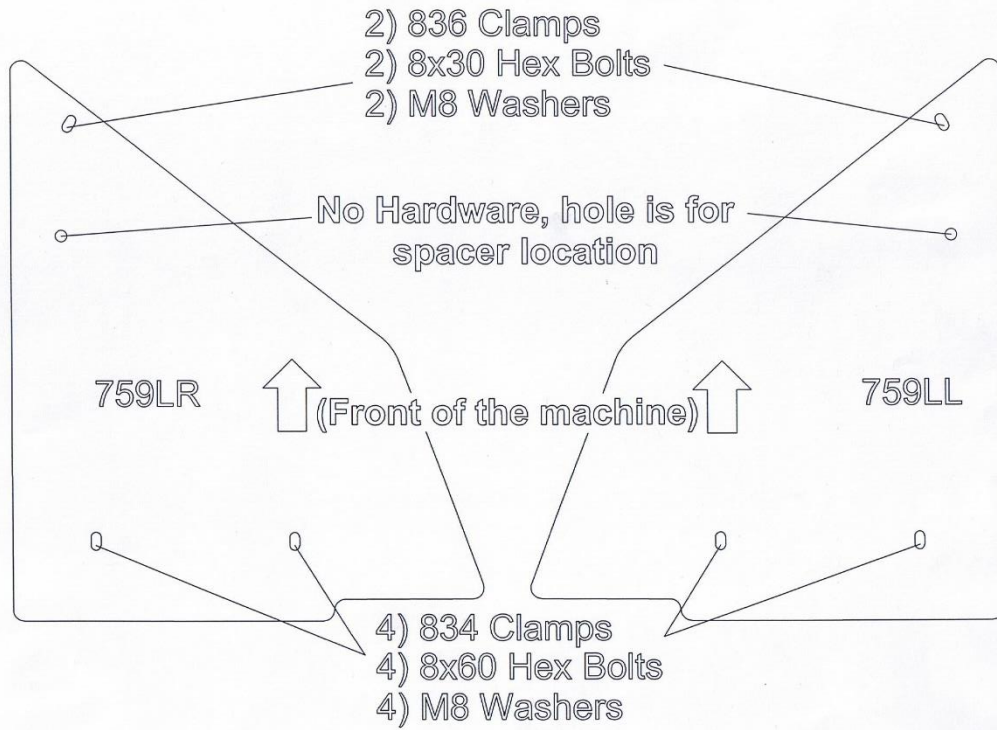 2) 836 Clamps
2) 8x30 Hex Bolts
2) M8 Washers
No Hardware, hole is for
spacer location
759LR
(Front of the machine)
759LL
4) 834 Clamps
4) 8x60 Hex Bolts
4) M8 Washers